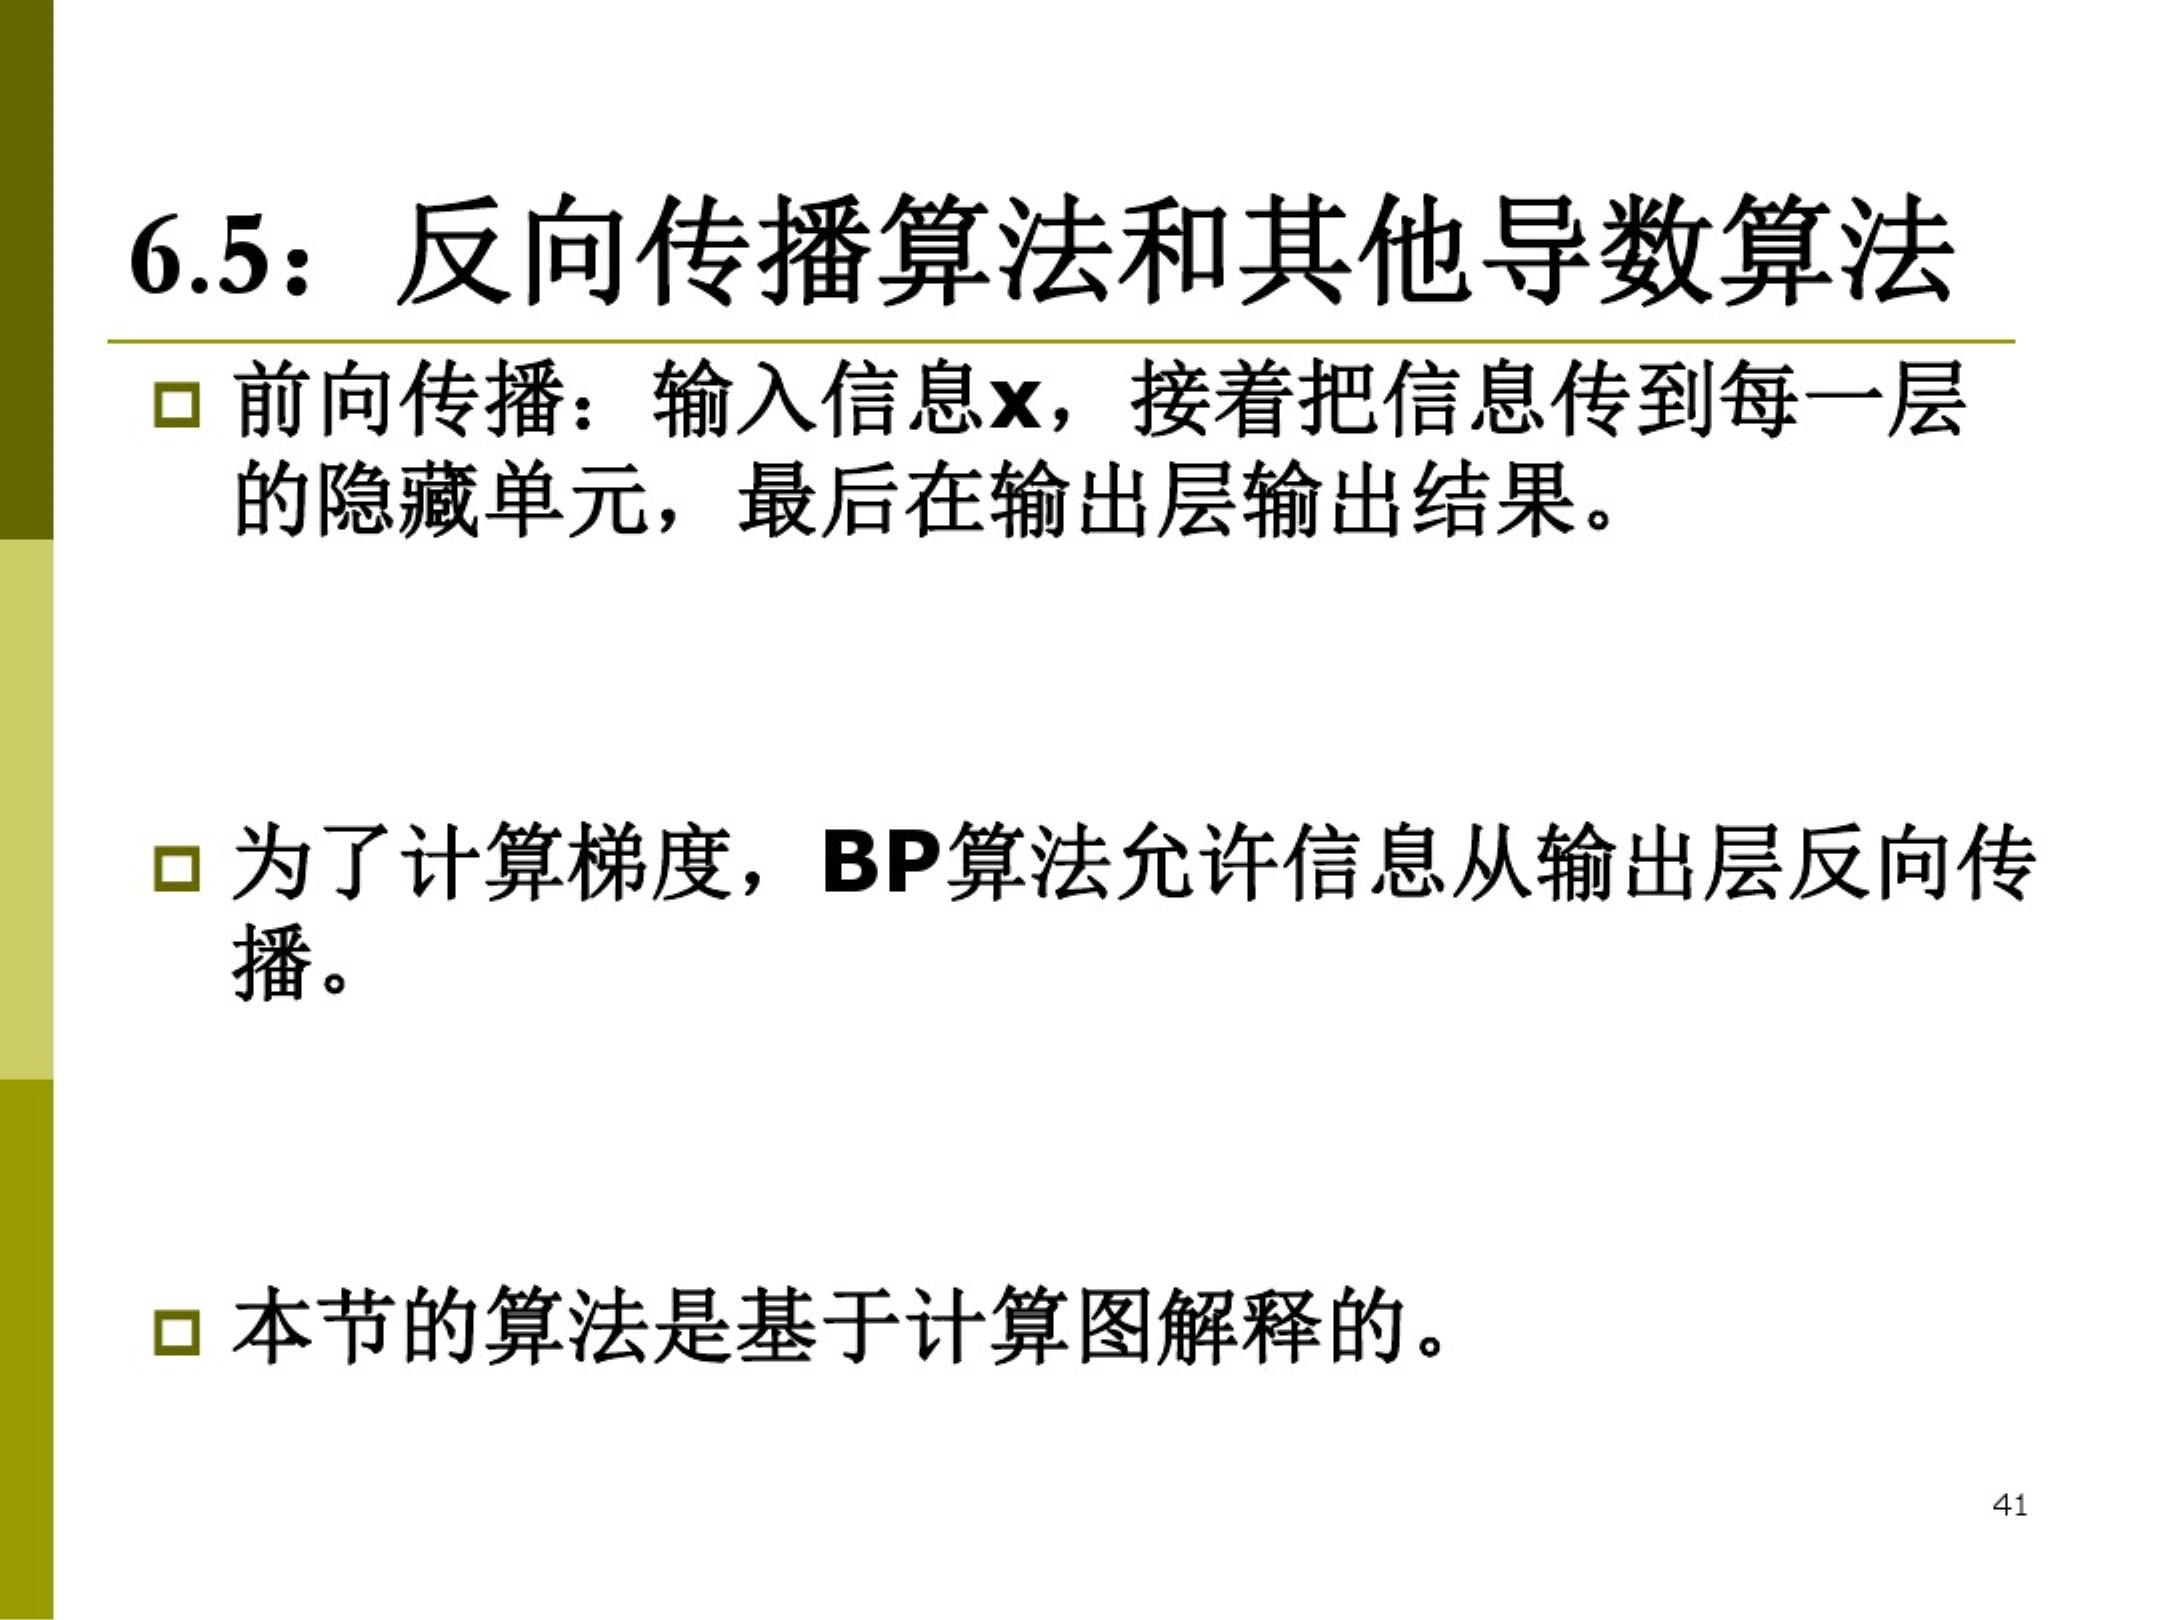 6.5：反向传播算法和其他导数算法
前向传播：输入信息x，接着把信息传到每一层
的隐藏单元，最后在输出层输出结果。
为了计算梯度，BP算法允许信息从输出层反向传
播。
本节的算法是基于计算图解释的。
41